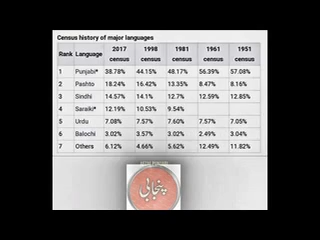 Census history of major languages
Rank Language 2017 census 1998 census 1981 census 1961 census 1951 census
1 Punjabi* 38.78% 44.15% 48.17% 56.39% 57.08%
2 Pashto 18.24% 16.42% 13.35% 8.47% 8.16%
3 Sindhi 14.57% 14.1% 12.7% 12.59% 12.85%
4 Saraiki* 12.19% 10.53% 9.54%
5 Urdu 7.08% 7.57% 7.60% 7.57% 7.05%
6 Balochi 3.02% 3.57% 3.02% 2.49% 3.04%
7 Others 6.12% 4.66% 5.62% 12.49% 11.82%
پنجابی